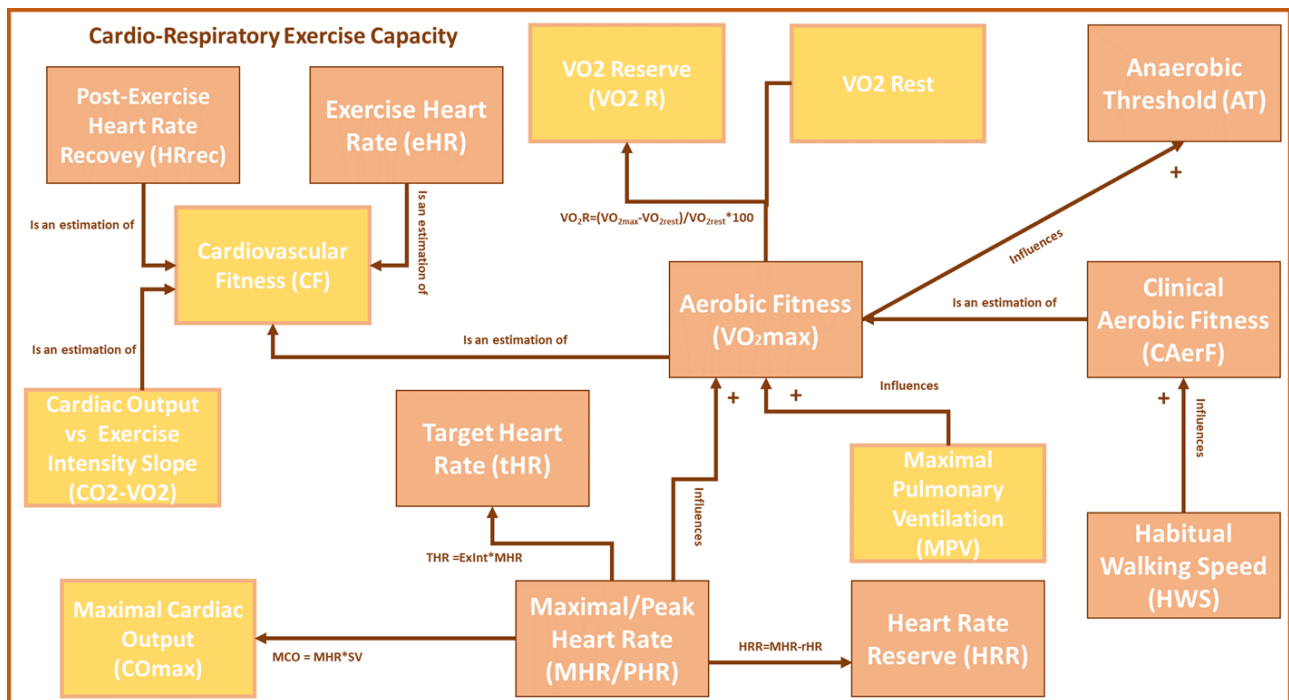 Cardio-Respiratory Exercise Capacity
Post-Exercise
Heart Rate
Recovey (HRrec)
Exercise Heart
Rate (eHR)
VO2 Reserve
(VO2 R)
VO2 Rest
Anaerobic
Threshold (AT)
+
Is an estimation of
Is an estimation of
VO₂R=(VO₂max-VO₂rest)/VO₂rest*100
Influences
Cardiovascular
Fitness (CF)
Aerobic Fitness
(VO₂max)
Is an estimation of
Clinical
Aerobic Fitness
(CAerF)
Is an estimation of
Is an estimation of
Influences
+
+
+
Influences
Cardiac Output
vs Exercise
Intensity Slope
(CO2-VO2)
Target Heart
Rate (tHR)
Influences
Maximal
Pulmonary
Ventilation
(MPV)
Habitual
Walking Speed
(HWS)
THR =ExInt*MHR
Maximal Cardiac
Output
(COmax)
MCO = MHR*SV
Maximal/Peak
Heart Rate
(MHR/PHR)
HRR=MHR-rHR
Heart Rate
Reserve (HRR)